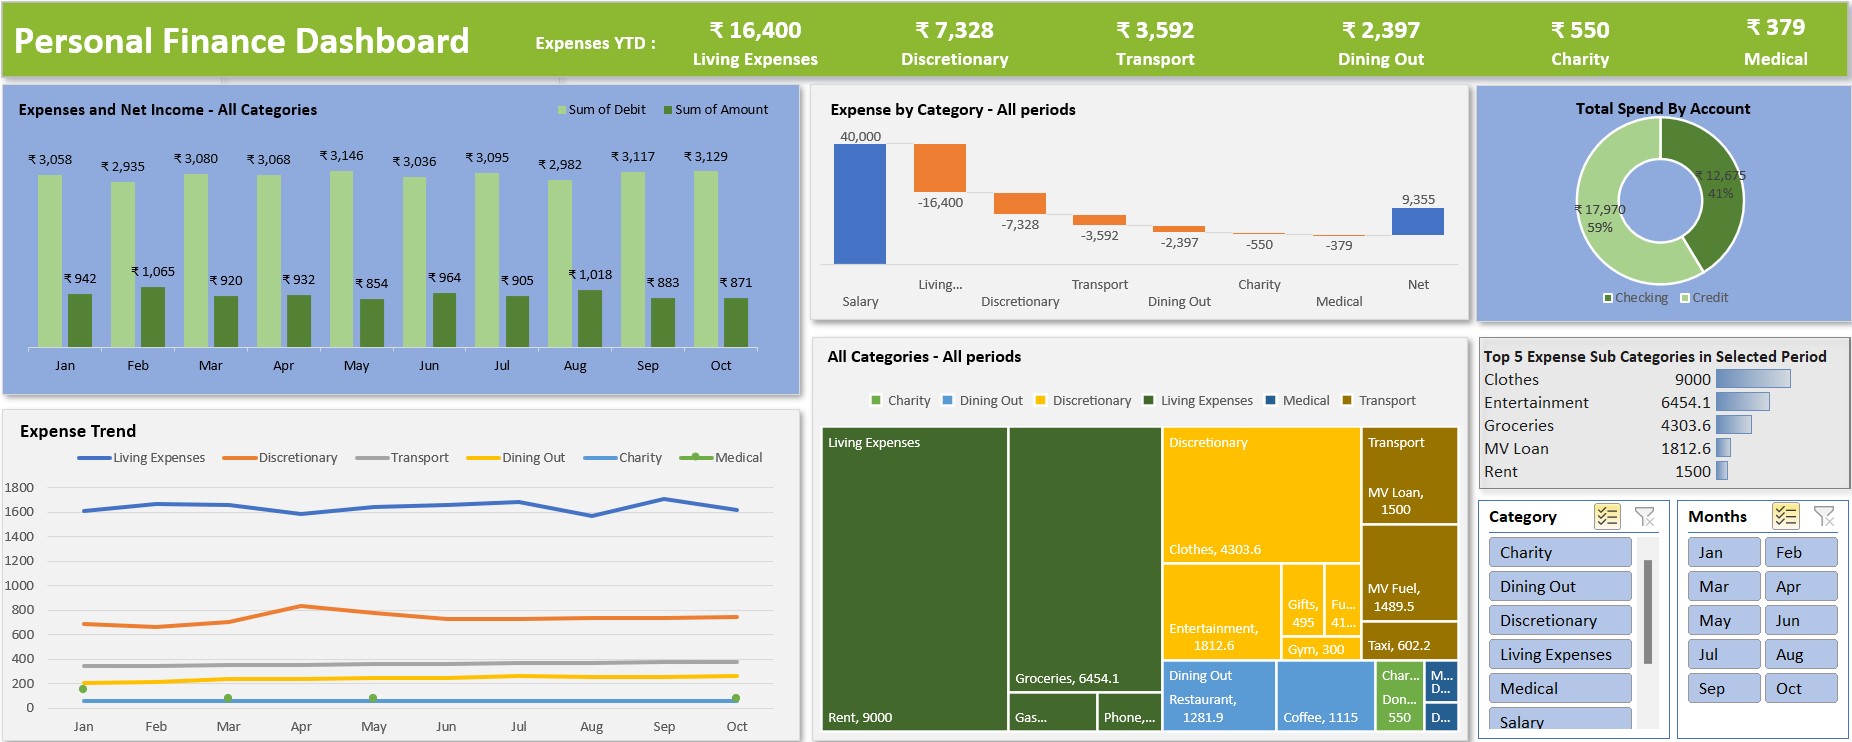 Personal Finance Dashboard
Expenses YTD :
₹ 16,400
Living Expenses
₹ 7,328
Discretionary
₹ 3,592
Transport
₹ 2,397
Dining Out
₹ 550
Charity
₹ 379
Medical
Expenses and Net Income - All Categories
Sum of Debit
Sum of Amount
₹ 3,058
₹ 2,935
₹ 3,080
₹ 3,068
₹ 3,146
₹ 3,036
₹ 3,095
₹ 2,982
₹ 3,117
₹ 3,129
₹ 942
₹ 1,065
₹ 920
₹ 932
₹ 854
₹ 964
₹ 905
₹ 1,018
₹ 883
₹ 871
Jan
Feb
Mar
Apr
May
Jun
Jul
Aug
Sep
Oct
Expense by Category - All periods
40,000
-16,400
-7,328
-3,592
-2,397
-550
-379
9,355
Salary
Living...
Discretionary
Transport
Dining Out
Charity
Medical
Net
Total Spend By Account
₹ 12,675
41%
₹ 17,970
59%
Checking
Credit
Expense Trend
Living Expenses
Discretionary
Transport
Dining Out
Charity
Medical
1800
1600
1400
1200
1000
800
600
400
200
0
Jan
Feb
Mar
Apr
May
Jun
Jul
Aug
Sep
Oct
All Categories - All periods
Charity
Dining Out
Discretionary
Living Expenses
Medical
Transport
Living Expenses
Rent, 9000
Groceries, 6454.1
Gas...
Phone,...
Discretionary
Clothes, 4303.6
Entertainment,
1812.6
Gifts,
495
Fu...
41...
Gym, 300
Transport
MV Loan,
1500
MV Fuel,
1489.5
Taxi, 602.2
Dining Out
Restaurant,
1281.9
Coffee, 1115
Char...
Don...
550
M...
D...
D...
Top 5 Expense Sub Categories in Selected Period
Clothes 9000
Entertainment 6454.1
Groceries 4303.6
MV Loan 1812.6
Rent 1500
Category
Charity
Dining Out
Discretionary
Living Expenses
Medical
Salary
Months
Jan
Feb
Mar
Apr
May
Jun
Jul
Aug
Sep
Oct